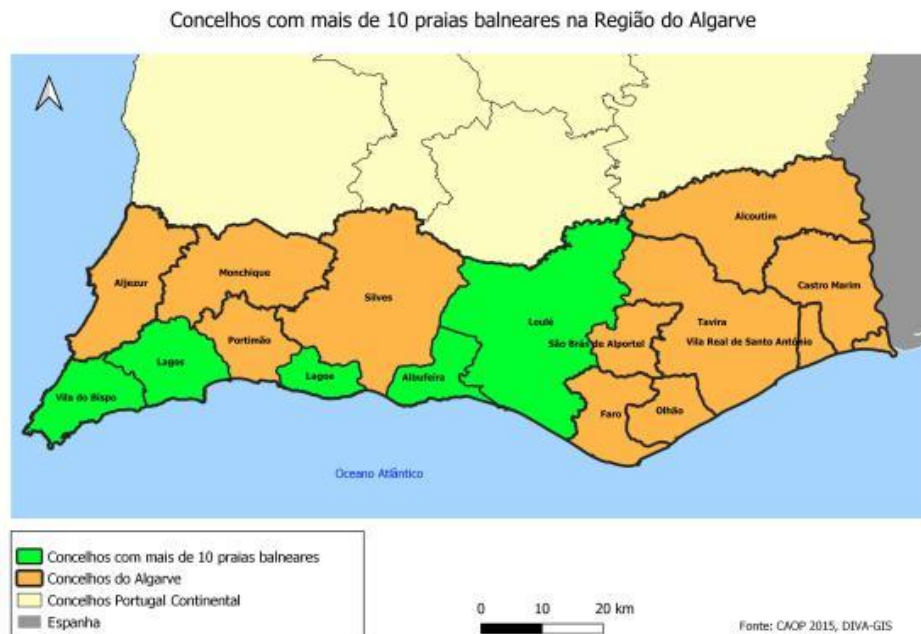 Concelhos com mais de 10 praias balneares na Região do Algarve
Alcoutim
Aljezur
Monchique
Castro Marim
Silves
Loulé
Tavira
Portimão
São Brás de Alportel
Vila Real de Santo António
Lagos
Lagoa
Albufeira
Vila do Bispo
Faro
Olhão
Oceano Atlântico
Concelhos com mais de 10 praias balneares
Concelhos do Algarve
Concelhos Portugal Continental
Espanha
0 10 20 km
Fonte: CAOP 2015, DIVA-GIS